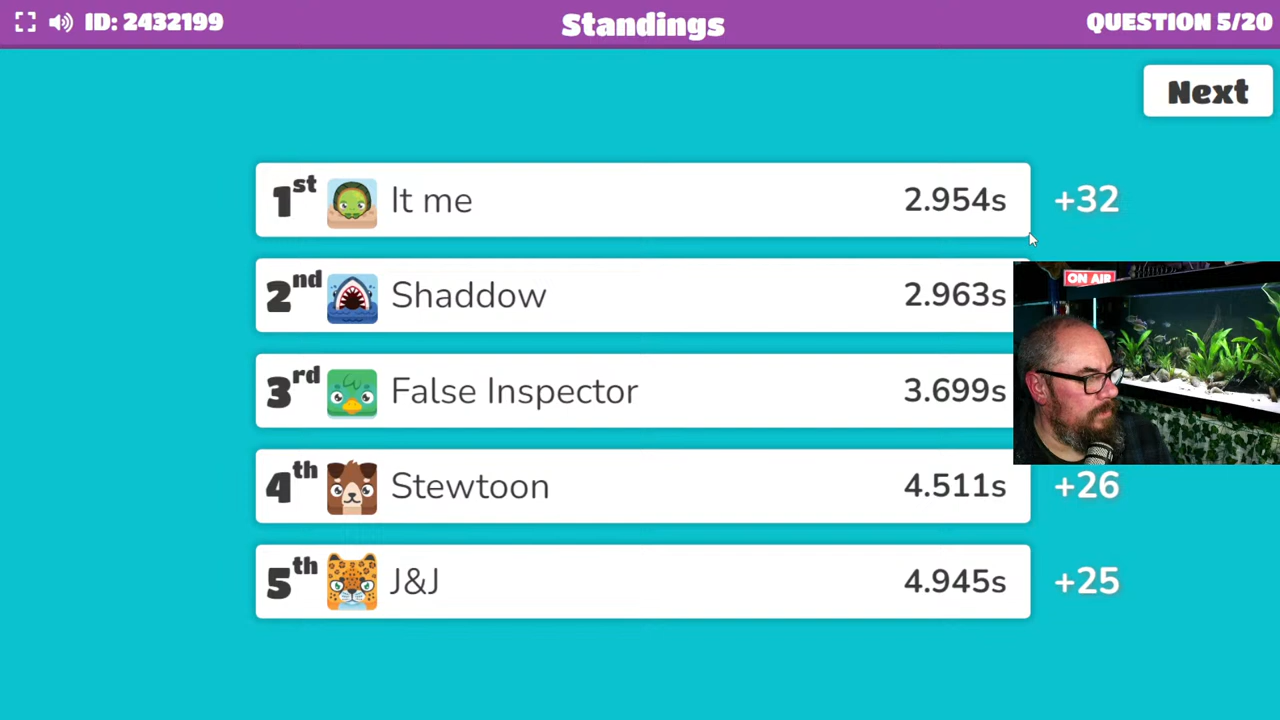 ID: 2432199
Standings
QUESTION 5/20
Next
1st It me 2.954s +32
2nd Shaddow 2.963s
ON AIR
3rd False Inspector 3.699s
4th Stewtoon 4.511s +26
5th J&J 4.945s +25